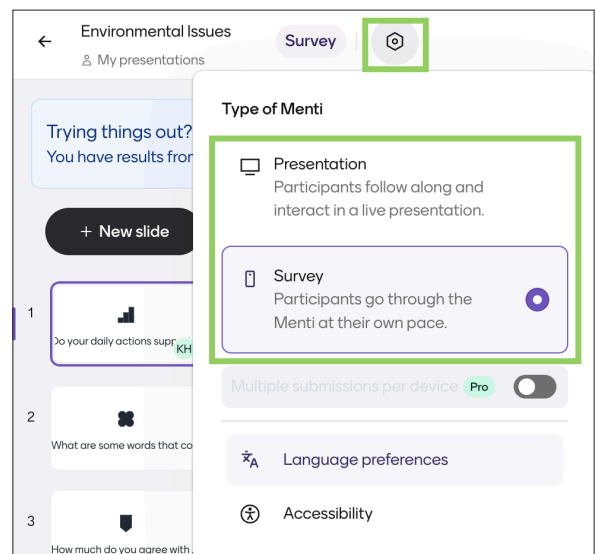 Environmental Issues
Survey
My presentations
Trying things out?
You have results from
+ New slide
1
Do your daily actions supp
KH
2
What are some words that co
3
How much do you agree with
Type of Menti
Presentation
Participants follow along and
interact in a live presentation.
Survey
Participants go through the
Menti at their own pace.
Multiple submissions per device Pro
Language preferences
Accessibility